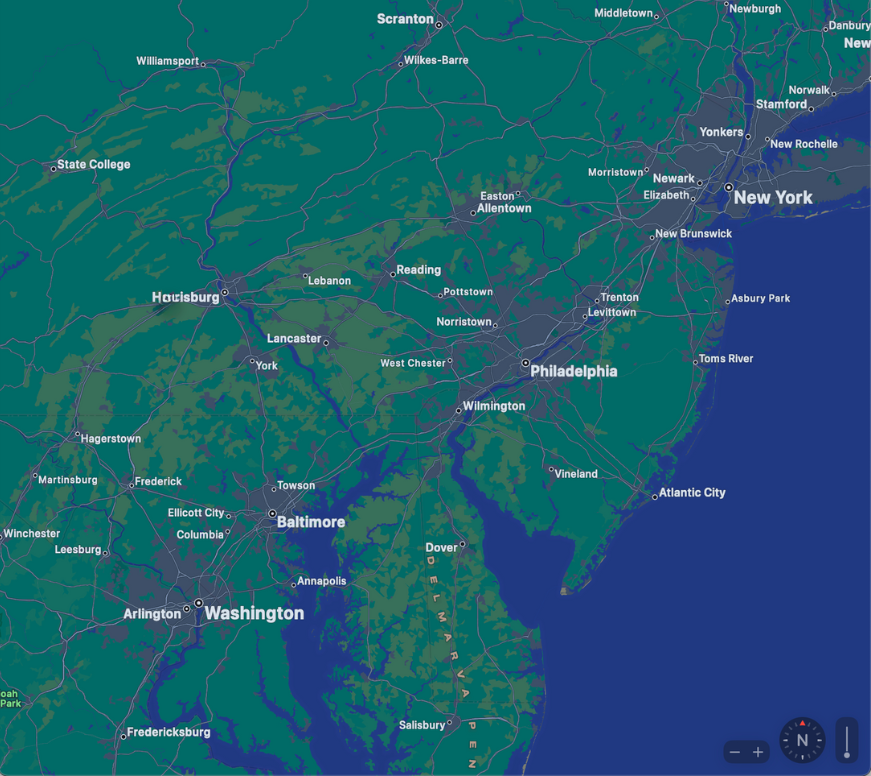 Newburgh
Middletown
Scranton
Danbury
New
Williamsport
Wilkes-Barre
Norwalk
Stamford
Yonkers
New Rochelle
State College
Morristown
Newark
Easton
Elizabeth
New York
Allentown
New Brunswick
Reading
Lebanon
Pottstown
Trenton
Asbury Park
Levittown
Norristown
Lancaster
Toms River
West Chester
York
Philadelphia
Wilmington
Hagerstown
Vineland
Martinsburg
Frederick
Towson
Atlantic City
Ellicott City
Baltimore
Winchester
Columbia
Leesburg
Dover
Annapolis
DELMARVA PEN
Arlington
Washington
oah
Park
Salisbury
Fredericksburg
N